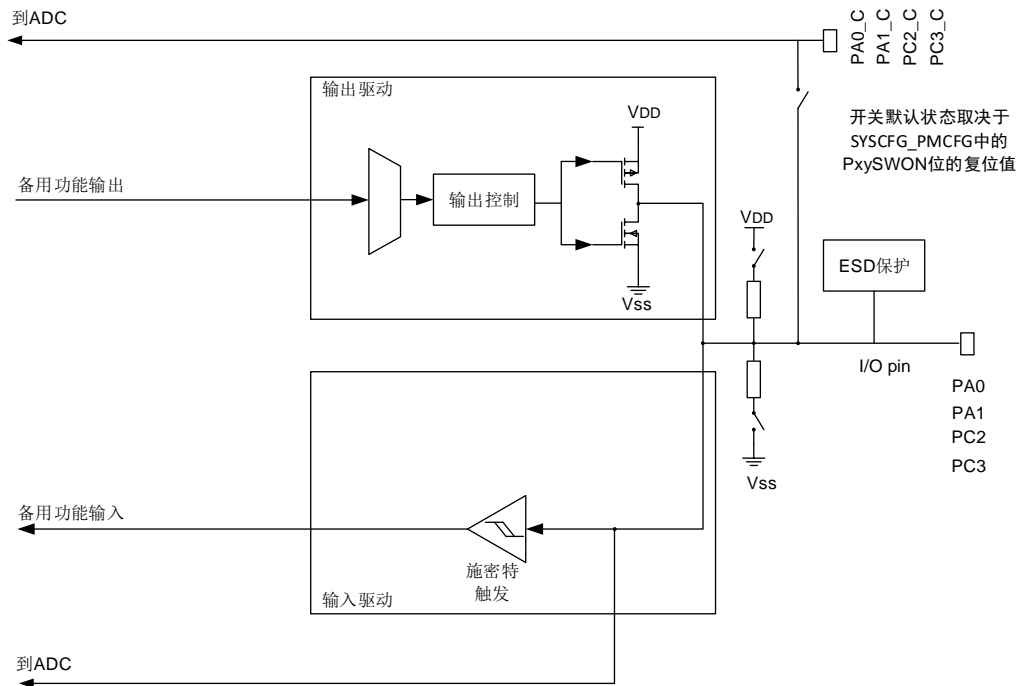 到ADC
PA0_C
PA1_C
PC2_C
PC3_C
输出驱动
VDD
开关默认状态取决于
SYSCFG_PMCFG中的
PxySWON位的复位值
备用功能输出
输出控制
VDD
ESD保护
Vss
I/O pin
PA0
PA1
PC2
PC3
Vss
备用功能输入
施密特
触发
输入驱动
到ADC